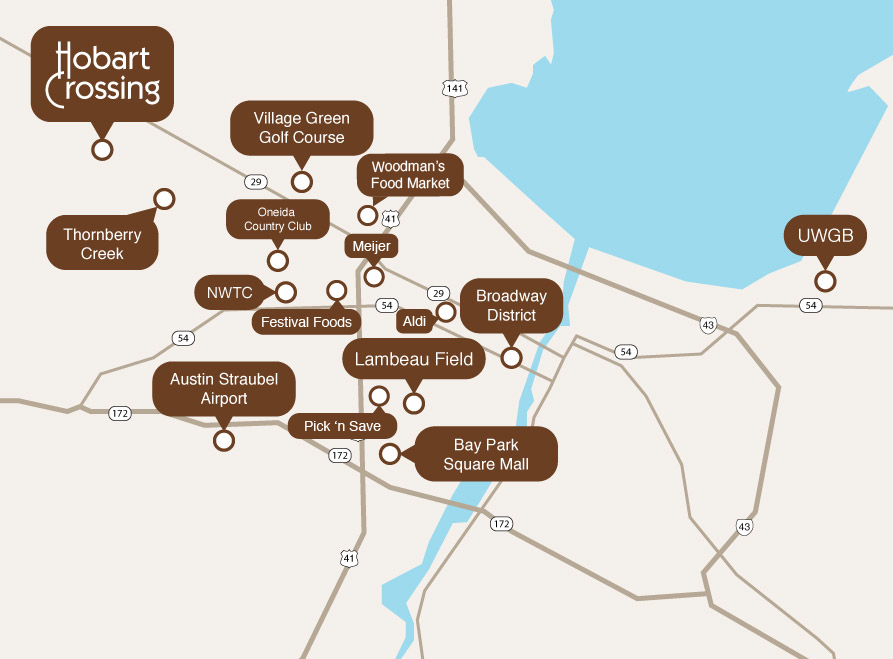 Hobart
Crossing
141
Village Green
Golf Course
Woodman's
Food Market
29
41
Oneida
Country Club
Thornberry
Creek
Meijer
UWGB
NWTC
Festival Foods
54
29
Aldi
Broadway
District
54
43
54
54
Lambeau Field
Austin Straubel
Airport
172
Pick 'n Save
Bay Park
Square Mall
172
172
43
41